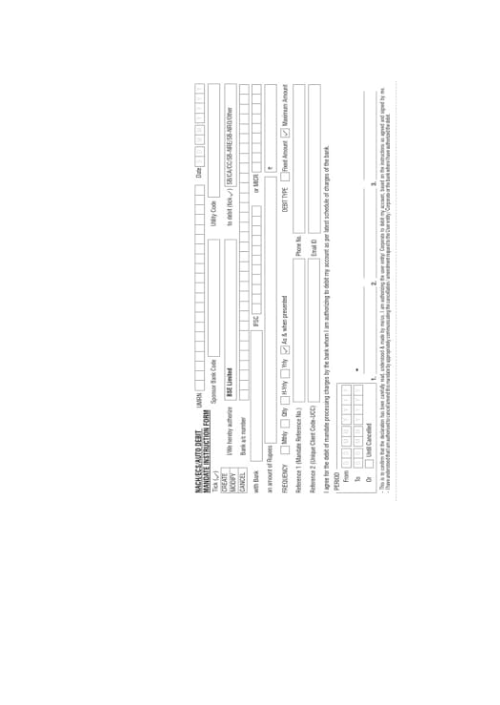 UMRN Date
NACH/ECS/AUTO DEBIT
MANDATE INSTRUCTION FORM
Tick (✓) Sponsor Bank Code Utility Code
CREATE
MODIFY
CANCEL
I/We hereby authorize BSE Limited to debit (tick ✓) SB/CA/CC/SB-NRE/SB-NRO/Other
Bank a/c number
with Bank IFSC or MICR
an amount of Rupees ₹
FREQUENCY Mthly Qtly H-Yrly Yrly ✓ As & when presented DEBIT TYPE Fixed Amount ✓ Maximum Amount
Reference 1 (Mandate Reference No.) Phone No.
Reference 2 (Unique Client Code-UCC) Email ID
I agree for the debit of mandate processing charges by the bank whom I am authorizing to debit my account as per latest schedule of charges of the bank.
PERIOD
From
To
Or Until Cancelled
1. 2. 3.
- This is to confirm that the declaration has been carefully read, understood & made by me/us. I am authorizing the user entity/ Corporate to debit my account, based on the instructions as agreed and signed by me.
- I have understood that I am authorized to cancel/amend this mandate by appropriately communicating the cancellation / amendment request to the User entity / Corporate or the bank where I have authorized the debit.